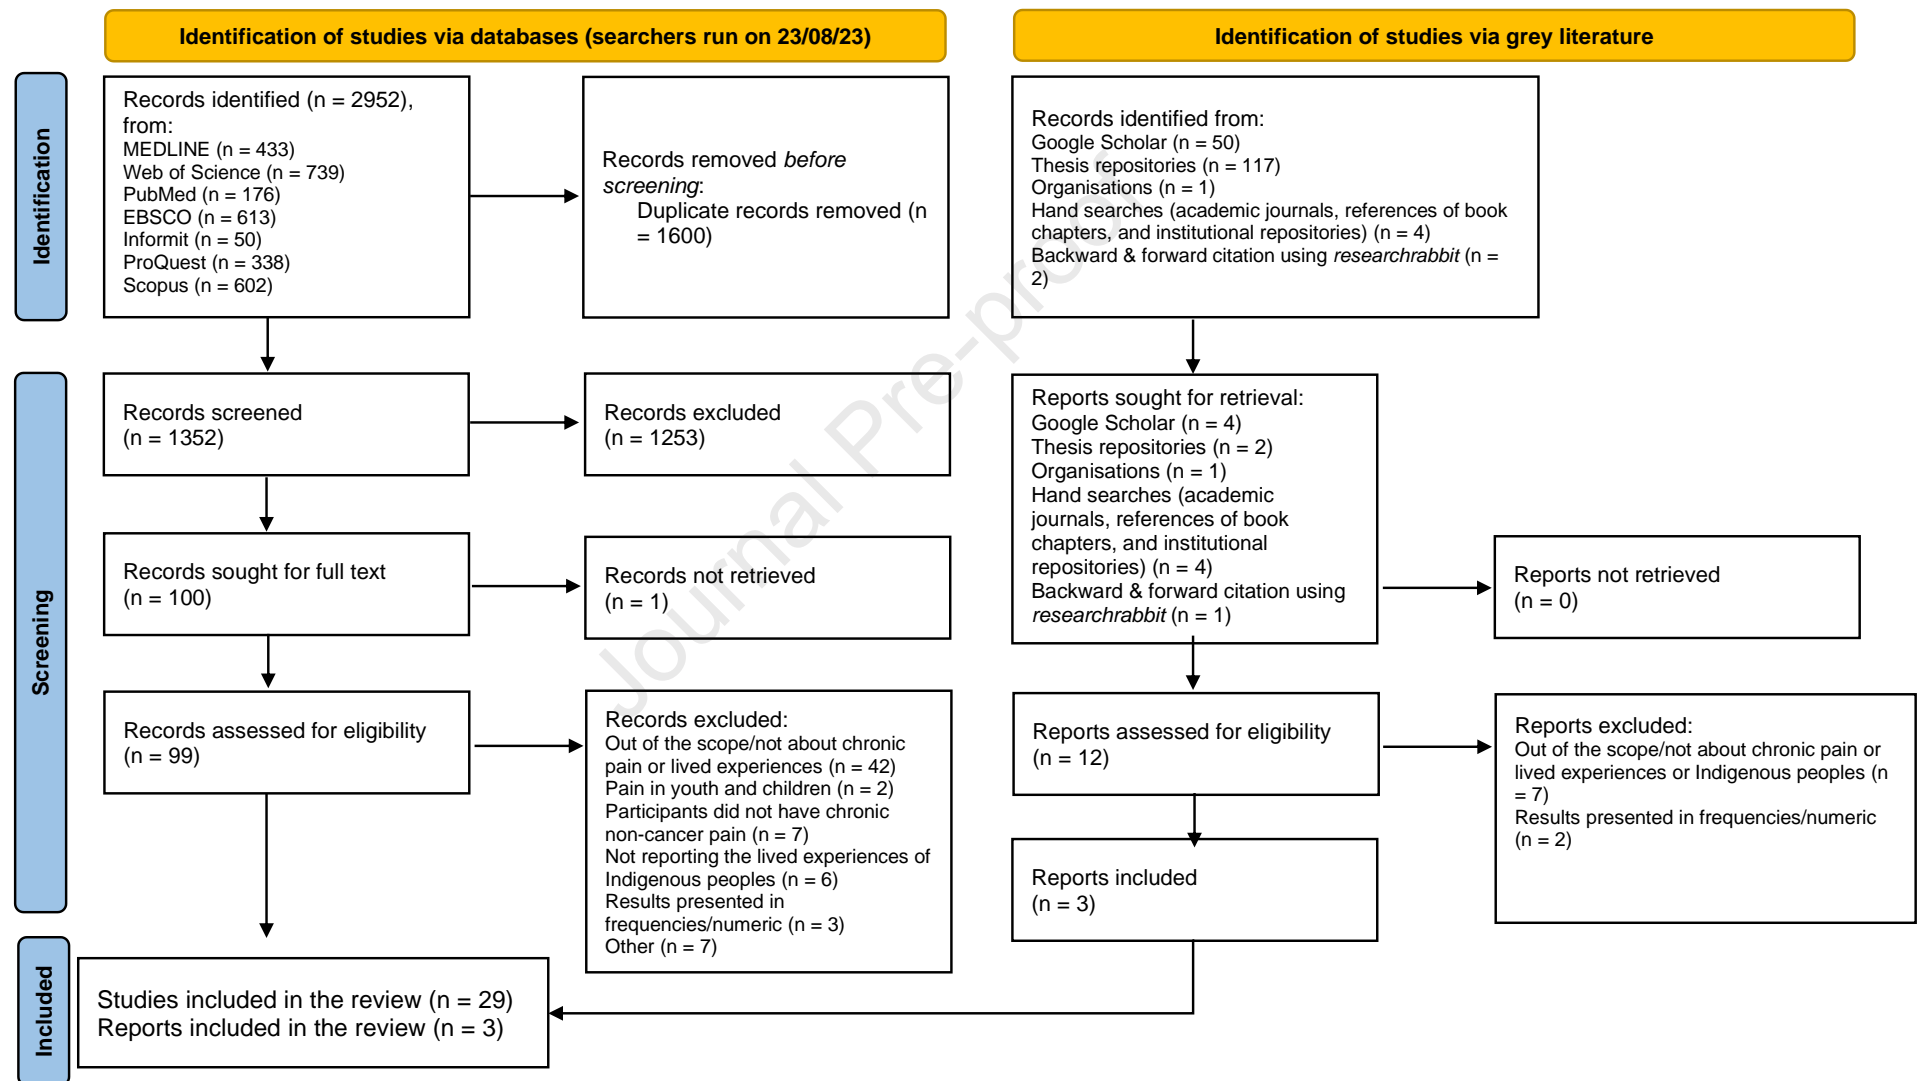 Identification of studies via databases (searchers run on 23/08/23)
Identification of studies via grey literature
Identification
Records identified (n = 2952),
from:
MEDLINE (n = 433)
Web of Science (n = 739)
PubMed (n = 176)
EBSCO (n = 613)
Informit (n = 50)
ProQuest (n = 338)
Scopus (n = 602)
Records removed before
screening:
Duplicate records removed (n
= 1600)
Records identified from:
Google Scholar (n = 50)
Thesis repositories (n = 117)
Organisations (n = 1)
Hand searches (academic journals, references of book
chapters, and institutional repositories) (n = 4)
Backward & forward citation using researchrabbit (n =
2)
Screening
Records screened
(n = 1352)
Records excluded
(n = 1253)
Reports sought for retrieval:
Google Scholar (n = 4)
Thesis repositories (n = 2)
Organisations (n = 1)
Hand searches (academic
journals, references of book
chapters, and institutional
repositories) (n = 4)
Backward & forward citation using
researchrabbit (n = 1)
Records sought for full text
(n = 100)
Records not retrieved
(n = 1)
Reports not retrieved
(n = 0)
Records assessed for eligibility
(n = 99)
Records excluded:
Out of the scope/not about chronic
pain or lived experiences (n = 42)
Pain in youth and children (n = 2)
Participants did not have chronic
non-cancer pain (n = 7)
Not reporting the lived experiences of
Indigenous peoples (n = 6)
Results presented in
frequencies/numeric (n = 3)
Other (n = 7)
Reports assessed for eligibility
(n = 12)
Reports excluded:
Out of the scope/not about chronic pain or
lived experiences or Indigenous peoples (n
= 7)
Results presented in frequencies/numeric
(n = 2)
Reports included
(n = 3)
Included
Studies included in the review (n = 29)
Reports included in the review (n = 3)
Journal Pre-proof